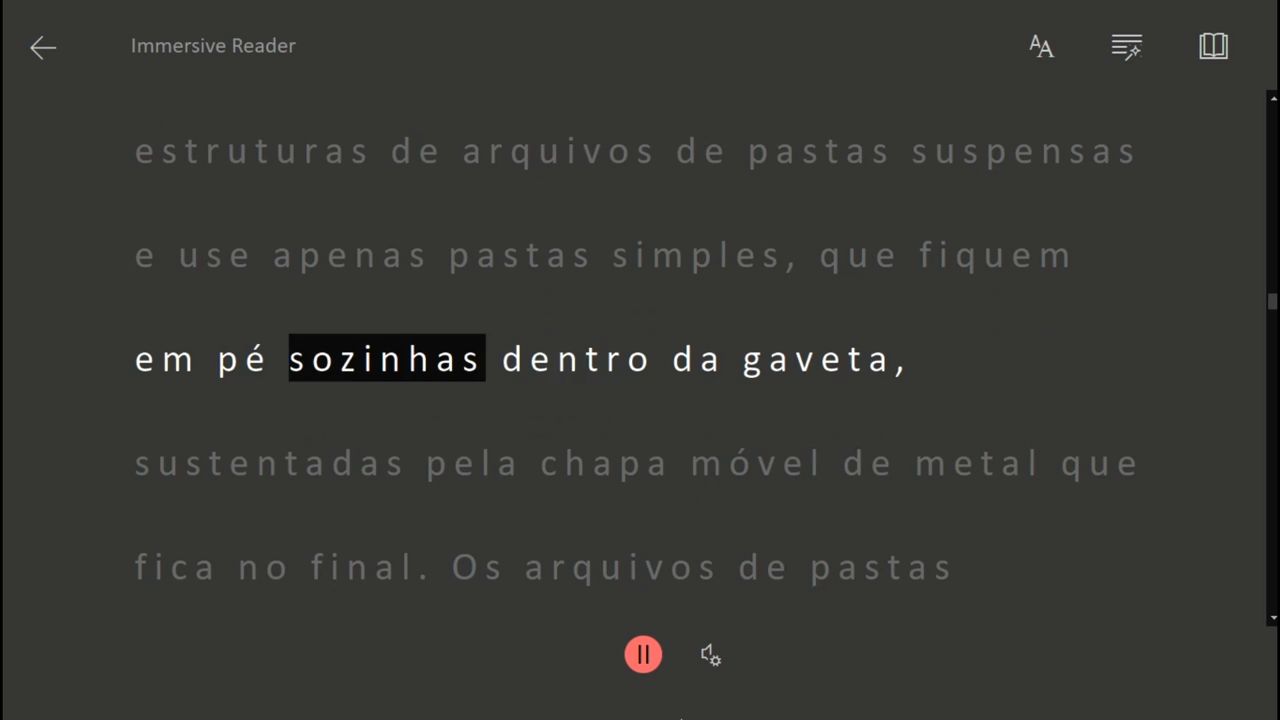 Immersive Reader
estruturas de arquivos de pastas suspensas
e use apenas pastas simples, que fiquem
em pé sozinhas dentro da gaveta,
sustentadas pela chapa móvel de metal que
fica no final. Os arquivos de pastas